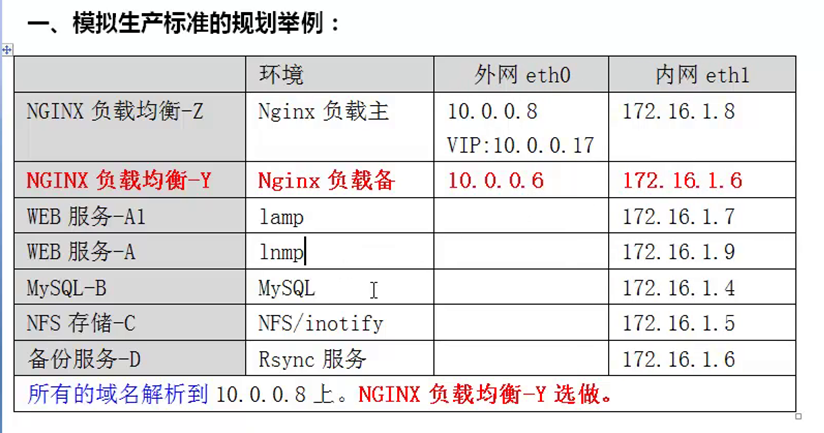 一、模拟生产标准的规划举例：
环境 外网 eth0 内网 eth1
NGINX 负载均衡-Z Nginx 负载主 10.0.0.8 172.16.1.8
VIP:10.0.0.17
NGINX 负载均衡-Y Nginx 负载备 10.0.0.6 172.16.1.6
WEB 服务-A1 lamp 172.16.1.7
WEB 服务-A lnmp 172.16.1.9
MySQL-B MySQL 172.16.1.4
NFS 存储-C NFS/inotify 172.16.1.5
备份服务-D Rsync 服务 172.16.1.6
所有的域名解析到 10.0.0.8 上。NGINX 负载均衡-Y 选做。